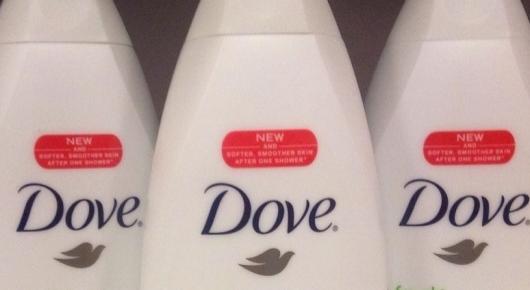 NEW
AND
SOFTER, SMOOTHER SKIN
AFTER ONE SHOWER*
Dove®
NEW
AND
SOFTER, SMOOTHER SKIN
AFTER ONE SHOWER*
Dove®
NEW
AND
SOFTER, SMOOTHER SKIN
AFTER ONE SHOWER*
Dove